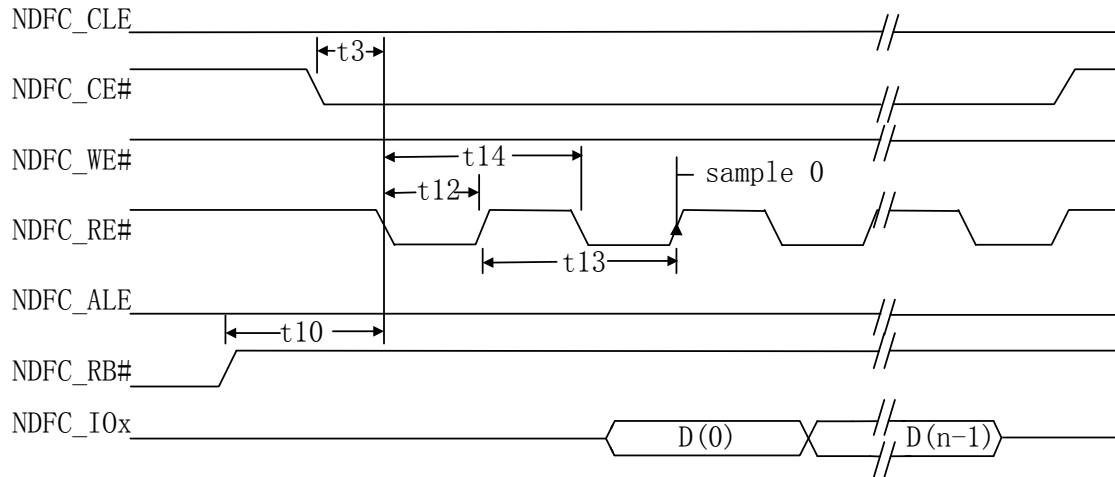 NDFC_CLE
t3
NDFC_CE#
NDFC_WE#
t14
sample 0
t12
NDFC_RE#
t13
NDFC_ALE
t10
NDFC_RB#
NDFC_IOx
D(0)
D(n-1)